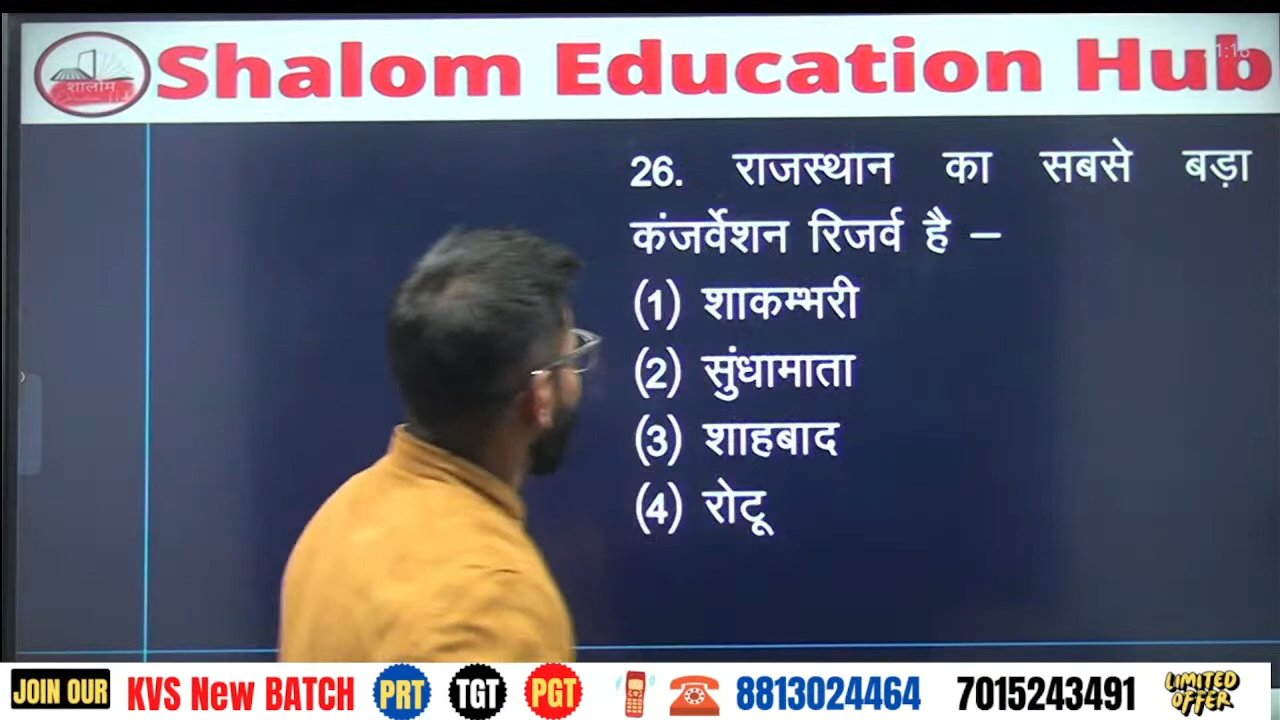 शालोम
Shalom Education Hub
26. राजस्थान का सबसे बड़ा
कंजर्वेशन रिजर्व है –
(1) शाकम्भरी
(2) सुंधामाता
(3) शाहबाद
(4) रोटू
JOIN OUR KVS New BATCH PRT TGT PGT 8813024464 7015243491 LIMITED OFFER